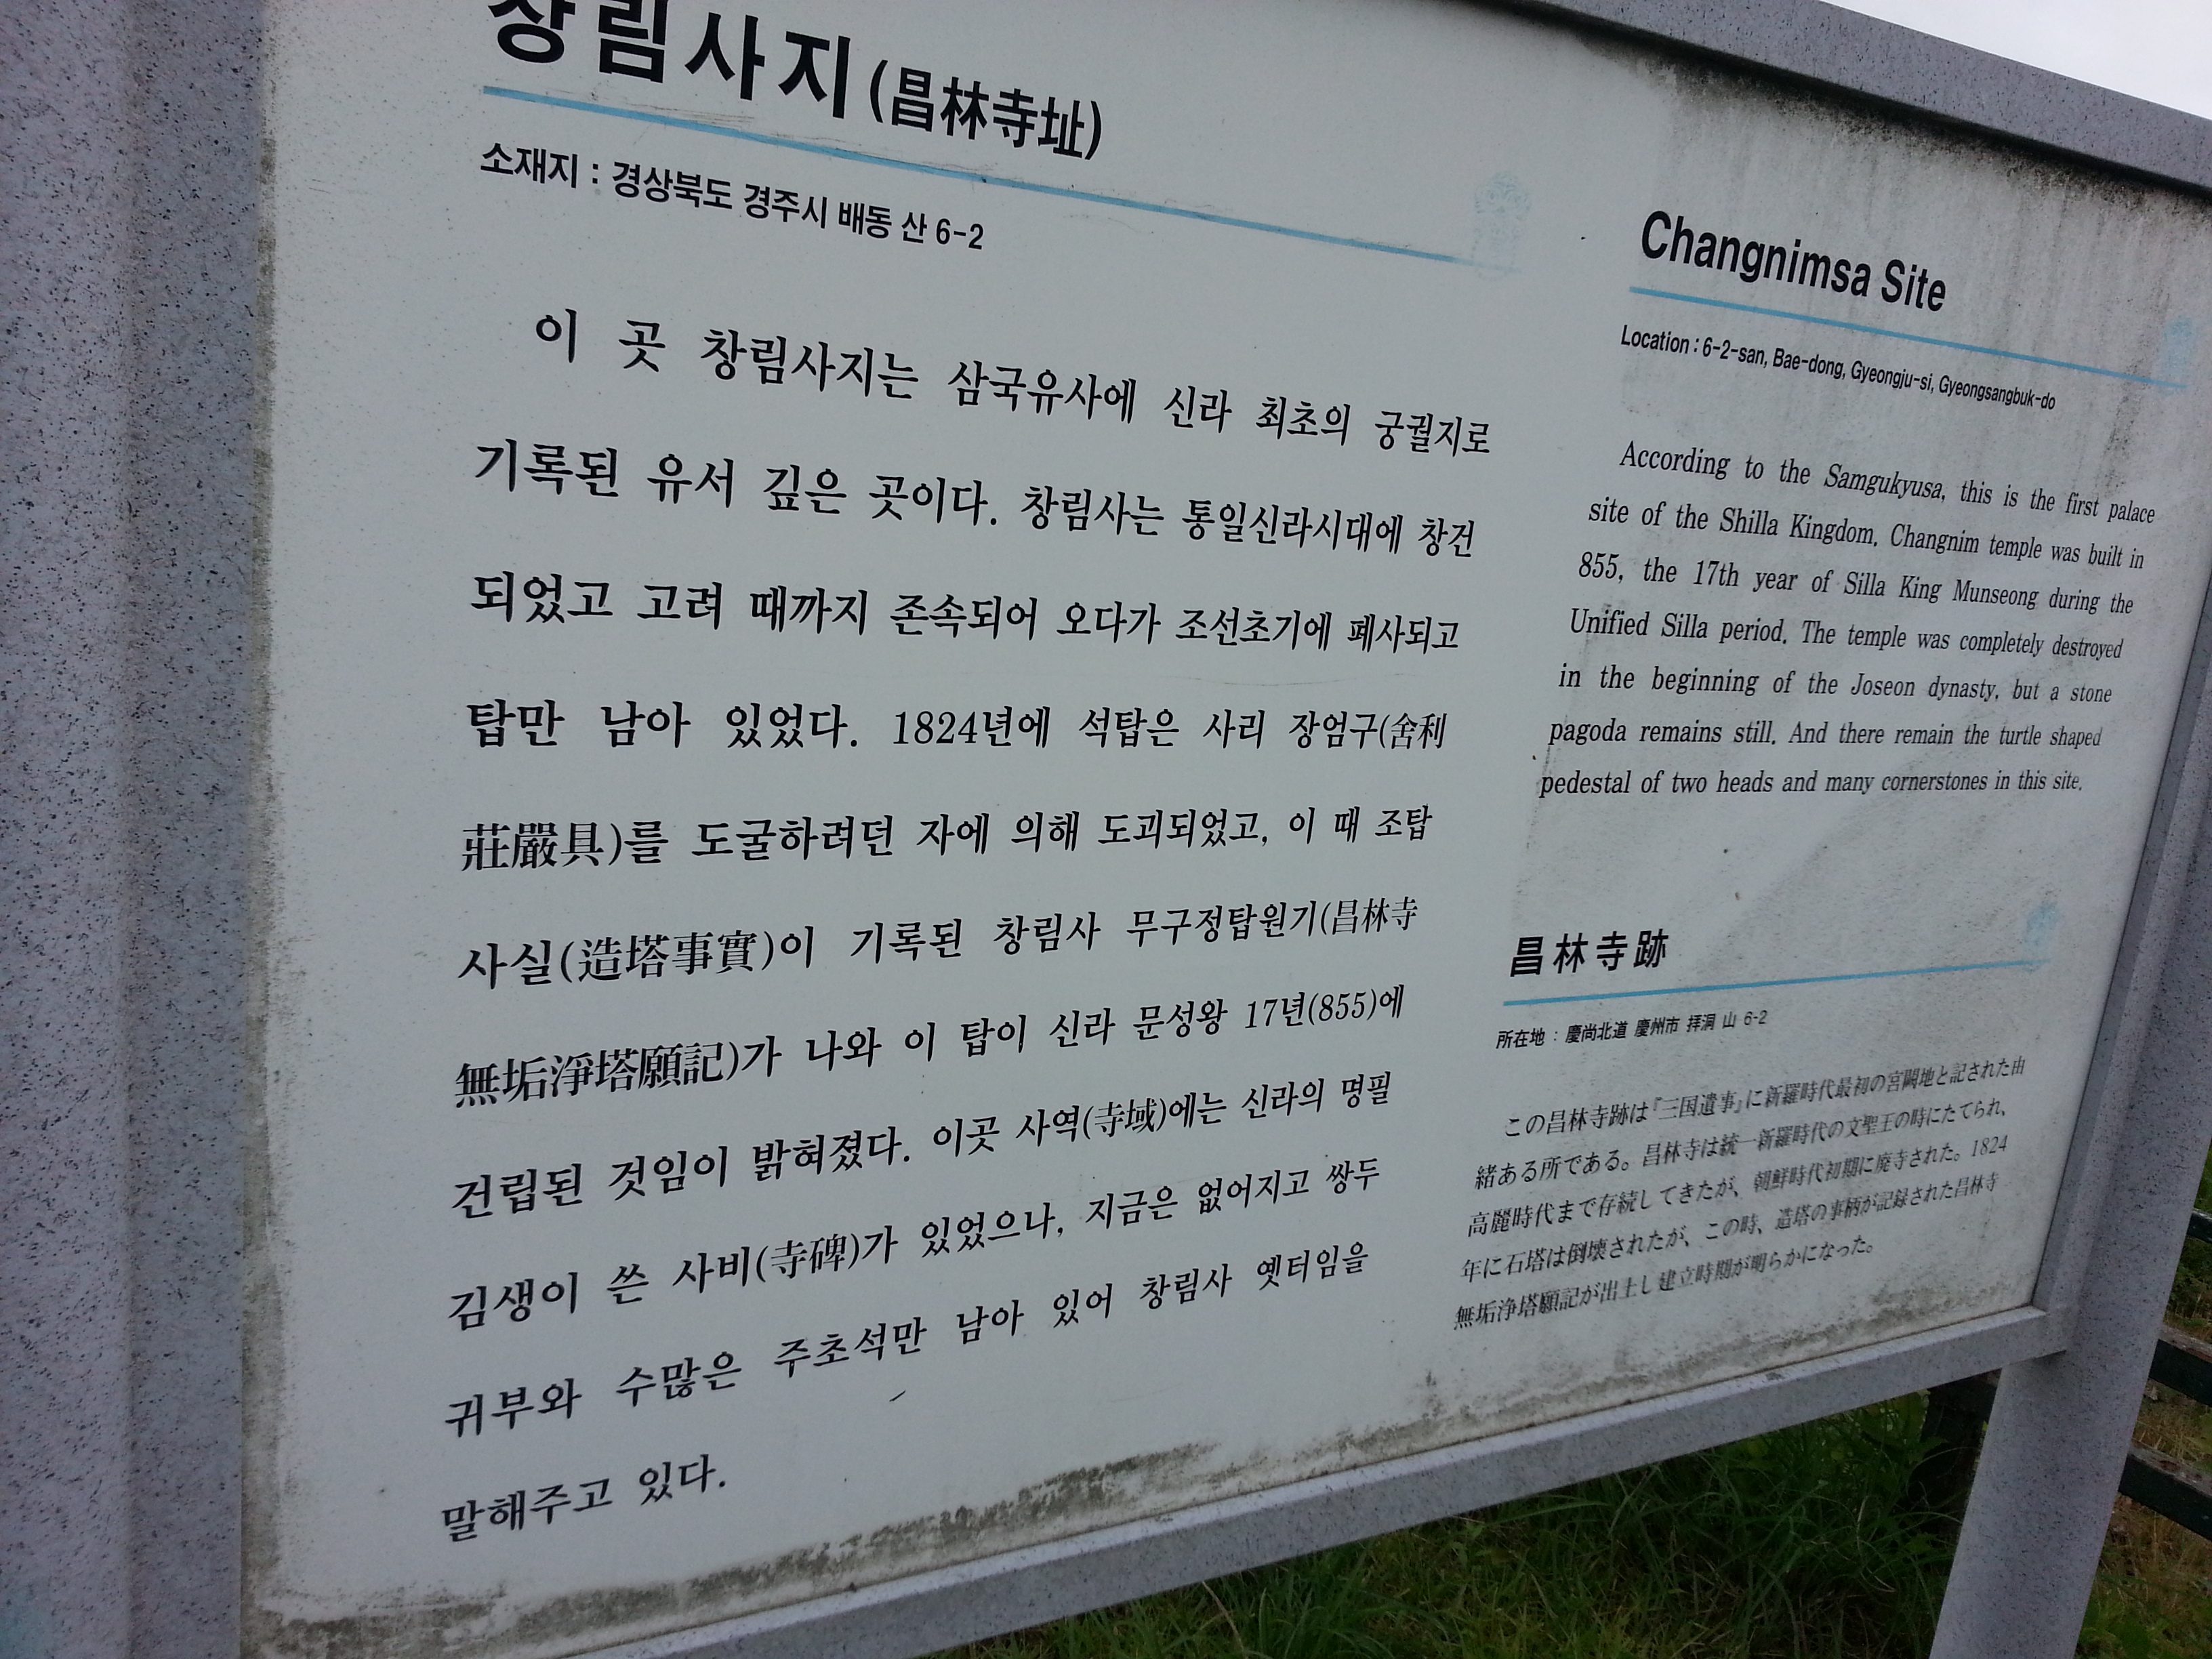 창림사지(昌林寺址)
소재지 : 경상북도 경주시 배동 산 6-2
이 곳 창림사지는 삼국유사에 신라 최초의 궁궐지로
기록된 유서 깊은 곳이다. 창림사는 통일신라시대에 창건
되었고 고려 때까지 존속되어 오다가 조선초기에 폐사되고
탑만 남아 있었다. 1824년에 석탑은 사리 장엄구(舍利
莊嚴具)를 도굴하려던 자에 의해 도괴되었고, 이 때 조탑
사실(造塔事實)이 기록된 창림사 무구정탑원기(昌林寺
無垢淨塔願記)가 나와 이 탑이 신라 문성왕 17년(855)에
건립된 것임이 밝혀졌다. 이곳 사역(寺域)에는 신라의 명필
김생이 쓴 사비(寺碑)가 있었으나, 지금은 없어지고 쌍두
귀부와 수많은 주초석만 남아 있어 창림사 옛터임을
말해주고 있다.
Changnimsa Site
Location : 6-2-san, Bae-dong, Gyeongju-si, Gyeongsangbuk-do
According to the Samgukyusa, this is the first palace
site of the Shilla Kingdom. Changnim temple was built in
855, the 17th year of Silla King Munseong during the
Unified Silla period. The temple was completely destroyed
in the beginning of the Joseon dynasty, but a stone
pagoda remains still. And there remain the turtle shaped
pedestal of two heads and many cornerstones in this site.
昌林寺跡
所在地 : 慶尚北道 慶州市 拝洞 山 6-2
この昌林寺跡は『三国遺事』に新羅時代最初の宮闕地と記された由
緒ある所である。昌林寺は統一新羅時代の文聖王の時にたてられ、
高麗時代まで存続してきたが、朝鮮時代初期に廃寺された。1824
年に石塔は倒壊されたが、この時、造塔の事柄が記録された昌林寺
無垢浄塔願記が出土し建立時期が明らかになった。